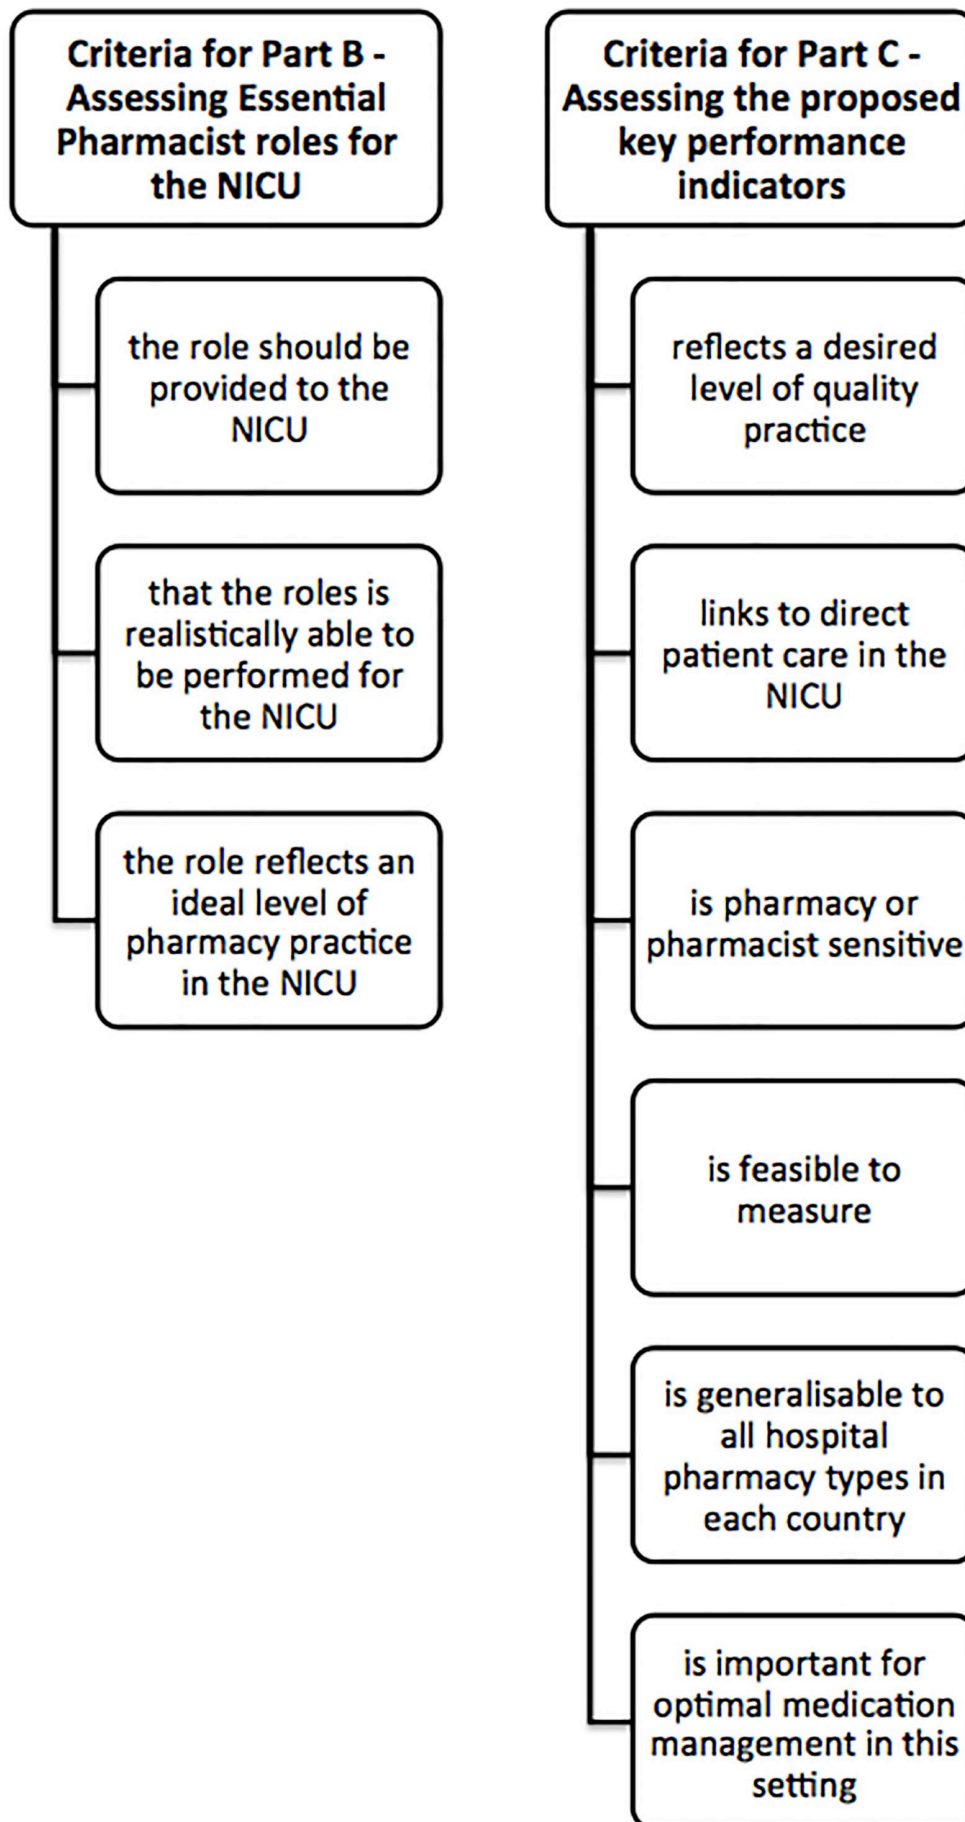 Criteria for Part B -
Assessing Essential
Pharmacist roles for
the NICU
the role should be
provided to the
NICU
that the roles is
realistically able to
be performed for
the NICU
the role reflects an
ideal level of
pharmacy practice
in the NICU
Criteria for Part C -
Assessing the proposed
key performance
indicators
reflects a desired
level of quality
practice
links to direct
patient care in the
NICU
is pharmacy or
pharmacist sensitive
is feasible to
measure
is generalisable to
all hospital
pharmacy types in
each country
is important for
optimal medication
management in this
setting